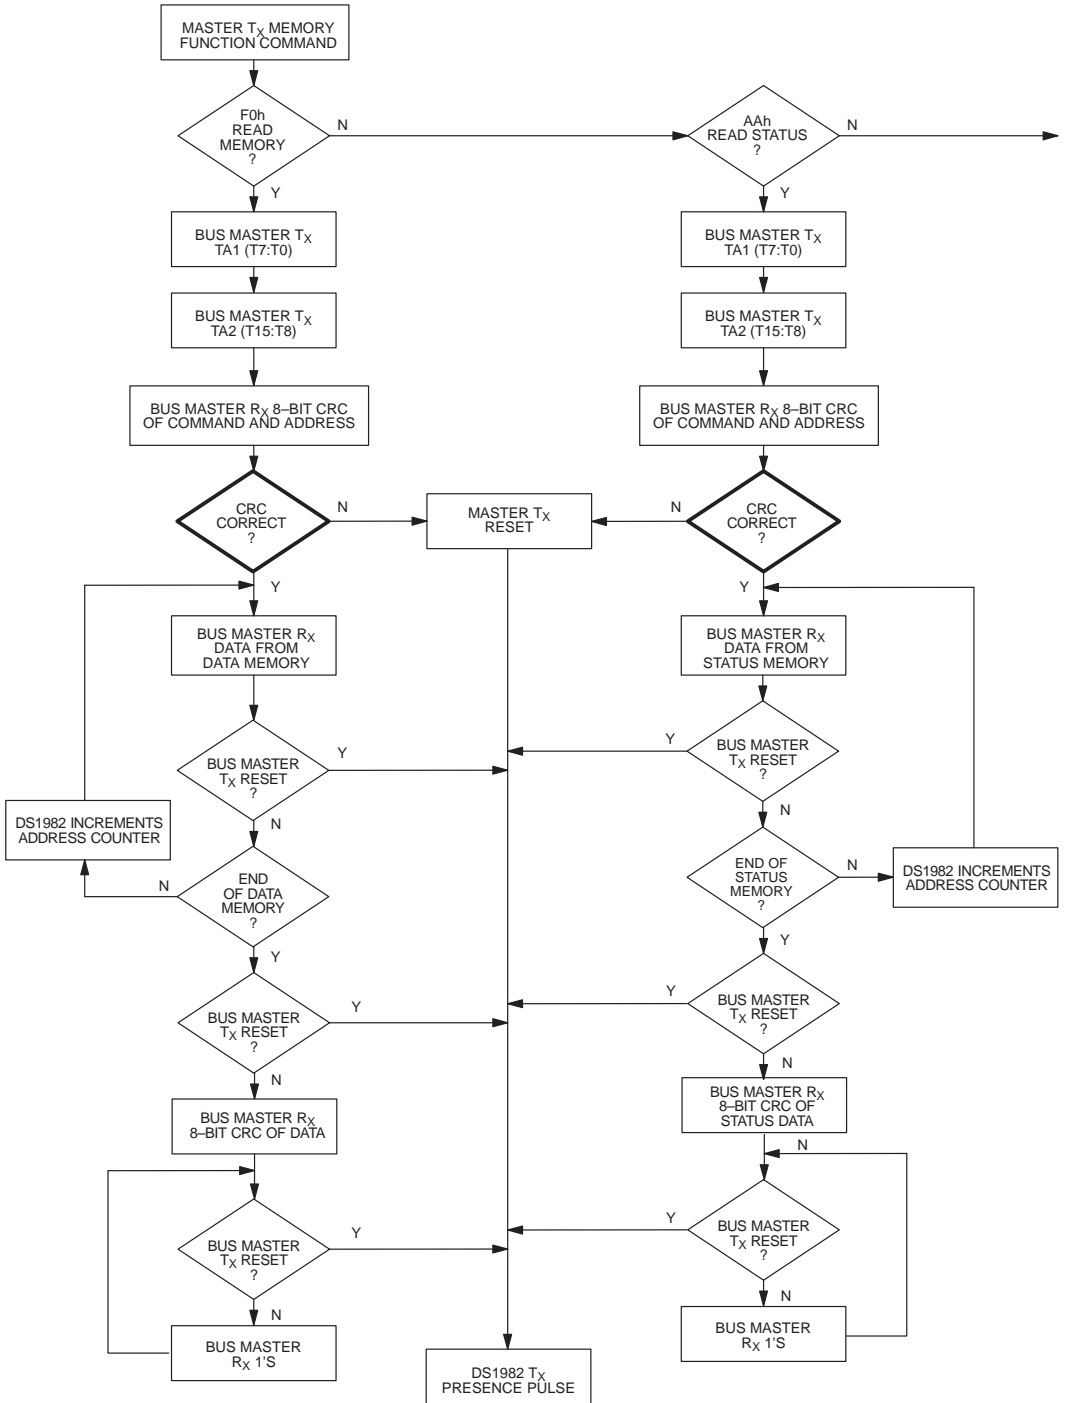 MASTER TX MEMORY
FUNCTION COMMAND
F0h
READ
MEMORY
?
N
Y
AAh
READ STATUS
?
N
Y
BUS MASTER TX
TA1 (T7:T0)
BUS MASTER TX
TA1 (T7:T0)
BUS MASTER TX
TA2 (T15:T8)
BUS MASTER TX
TA2 (T15:T8)
BUS MASTER RX 8–BIT CRC
OF COMMAND AND ADDRESS
BUS MASTER RX 8–BIT CRC
OF COMMAND AND ADDRESS
CRC
CORRECT
?
N
Y
MASTER TX
RESET
N
CRC
CORRECT
?
Y
BUS MASTER RX
DATA FROM
DATA MEMORY
BUS MASTER RX
DATA FROM
STATUS MEMORY
BUS MASTER
TX RESET
?
Y
N
Y
BUS MASTER
TX RESET
?
N
DS1982 INCREMENTS
ADDRESS COUNTER
N
END
OF DATA
MEMORY
?
Y
END OF
STATUS
MEMORY
?
N
Y
DS1982 INCREMENTS
ADDRESS COUNTER
BUS MASTER
TX RESET
?
Y
N
Y
BUS MASTER
TX RESET
?
N
BUS MASTER RX
8–BIT CRC OF DATA
BUS MASTER RX
8–BIT CRC OF
STATUS DATA
N
BUS MASTER
TX RESET
?
Y
N
Y
BUS MASTER
TX RESET
?
N
BUS MASTER
RX 1'S
BUS MASTER
RX 1'S
DS1982 TX
PRESENCE PULSE